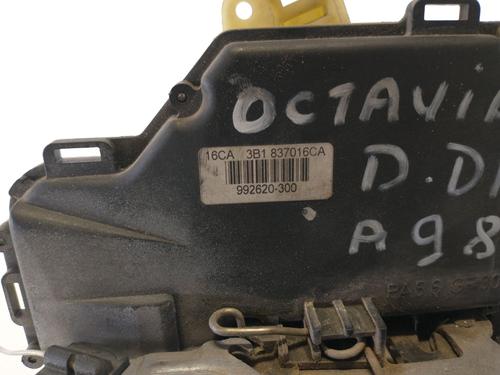 OCTAVIA
16CA 3B1 837016CA
992620-300
D.D
A98